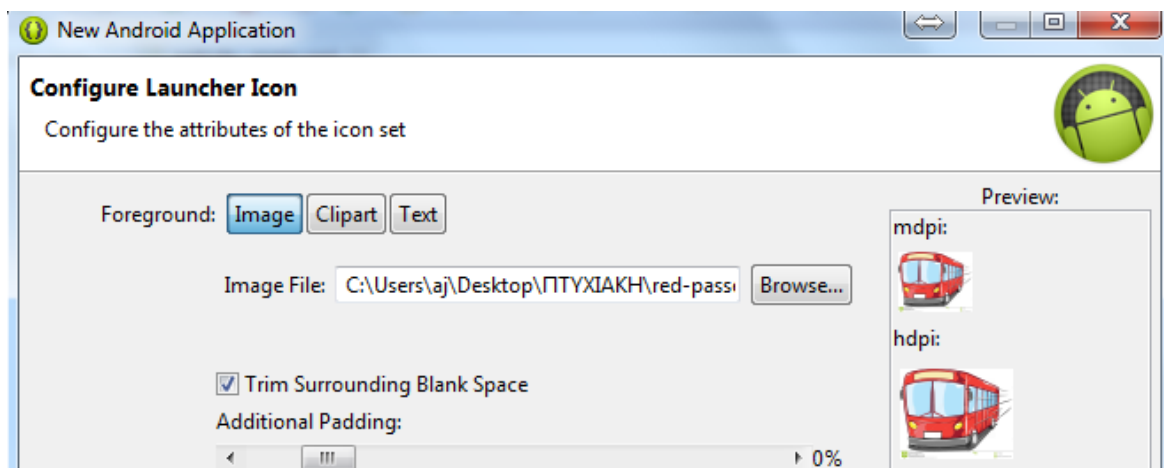 New Android Application
Configure Launcher Icon
Configure the attributes of the icon set
Foreground: Image Clipart Text
Preview:
mdpi:
Image File: C:\Users\aj\Desktop\ΠΤΥΧΙΑΚΗ\red-passe Browse...
hdpi:
Trim Surrounding Blank Space
Additional Padding:
0%